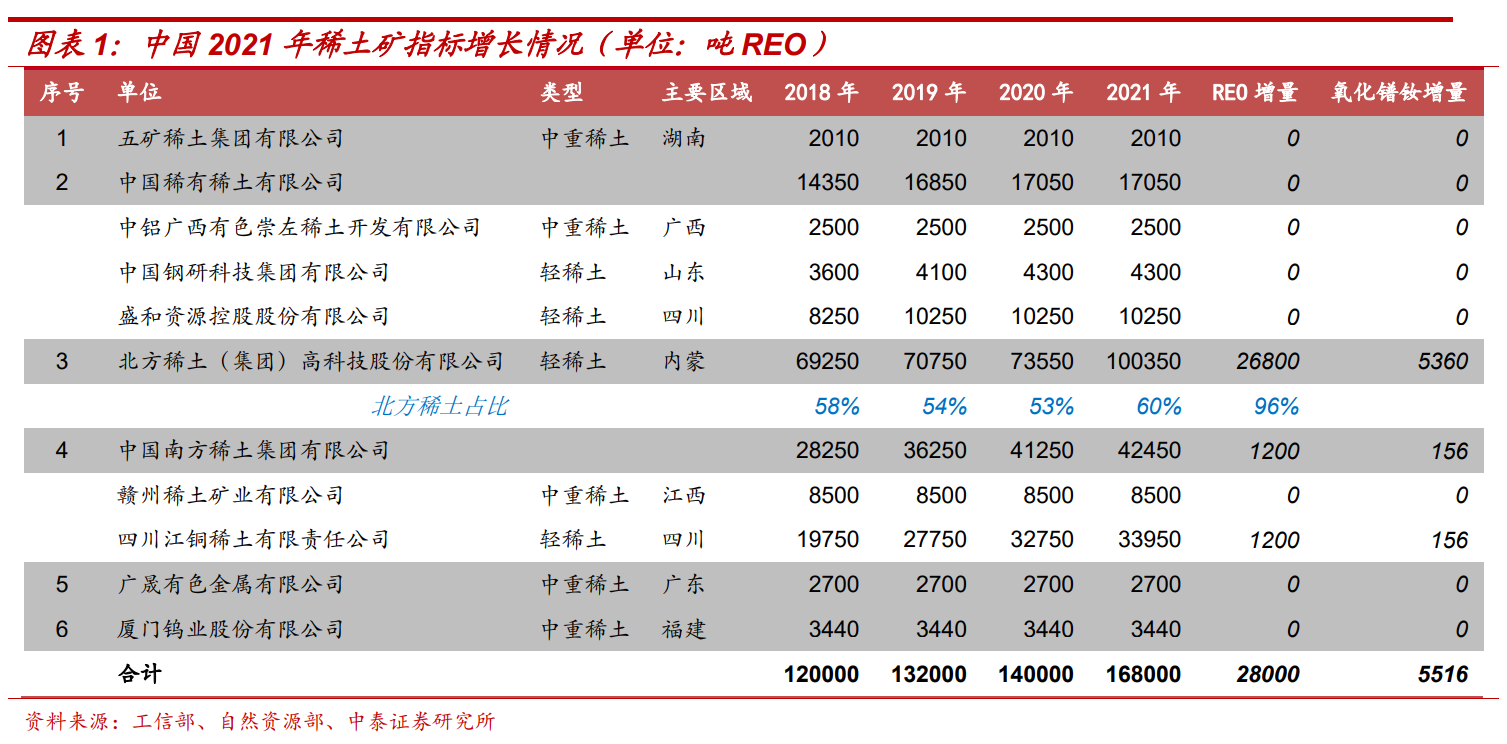 图表 1：中国 2021 年稀土矿指标增长情况（单位：吨 REO）
序号 单位 类型 主要区域 2018 年 2019 年 2020 年 2021 年 REO 增量 氧化镨钕增量
1 五矿稀土集团有限公司 中重稀土 湖南 2010 2010 2010 2010 0 0
2 中国稀有稀土有限公司 14350 16850 17050 17050 0 0
中铝广西有色崇左稀土开发有限公司 中重稀土 广西 2500 2500 2500 2500 0 0
中国钢研科技集团有限公司 轻稀土 山东 3600 4100 4300 4300 0 0
盛和资源控股股份有限公司 轻稀土 四川 8250 10250 10250 10250 0 0
3 北方稀土（集团）高科技股份有限公司 轻稀土 内蒙 69250 70750 73550 100350 26800 5360
北方稀土占比 58% 54% 53% 60% 96%
4 中国南方稀土集团有限公司 28250 36250 41250 42450 1200 156
赣州稀土矿业有限公司 中重稀土 江西 8500 8500 8500 8500 0 0
四川江铜稀土有限责任公司 轻稀土 四川 19750 27750 32750 33950 1200 156
5 广晟有色金属有限公司 中重稀土 广东 2700 2700 2700 2700 0 0
6 厦门钨业股份有限公司 中重稀土 福建 3440 3440 3440 3440 0 0
合计 120000 132000 140000 168000 28000 5516
资料来源：工信部、自然资源部、中泰证券研究所